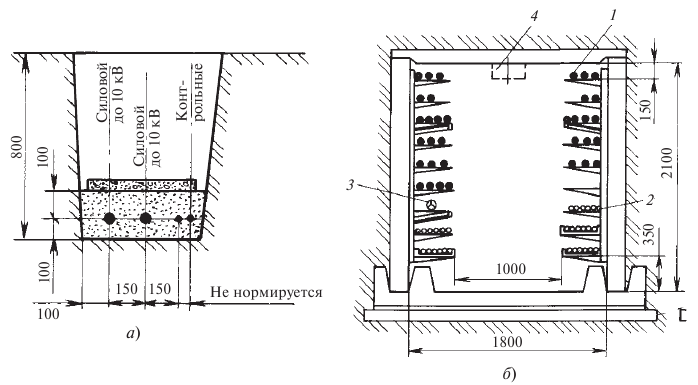 800
100
100
Силовой
до 10 кВ
Силовой
до 10 кВ
Конт-
рольные
150
150
100
Не нормируется
а)
4
1
150
2100
3
2
350
1000
1800
б)